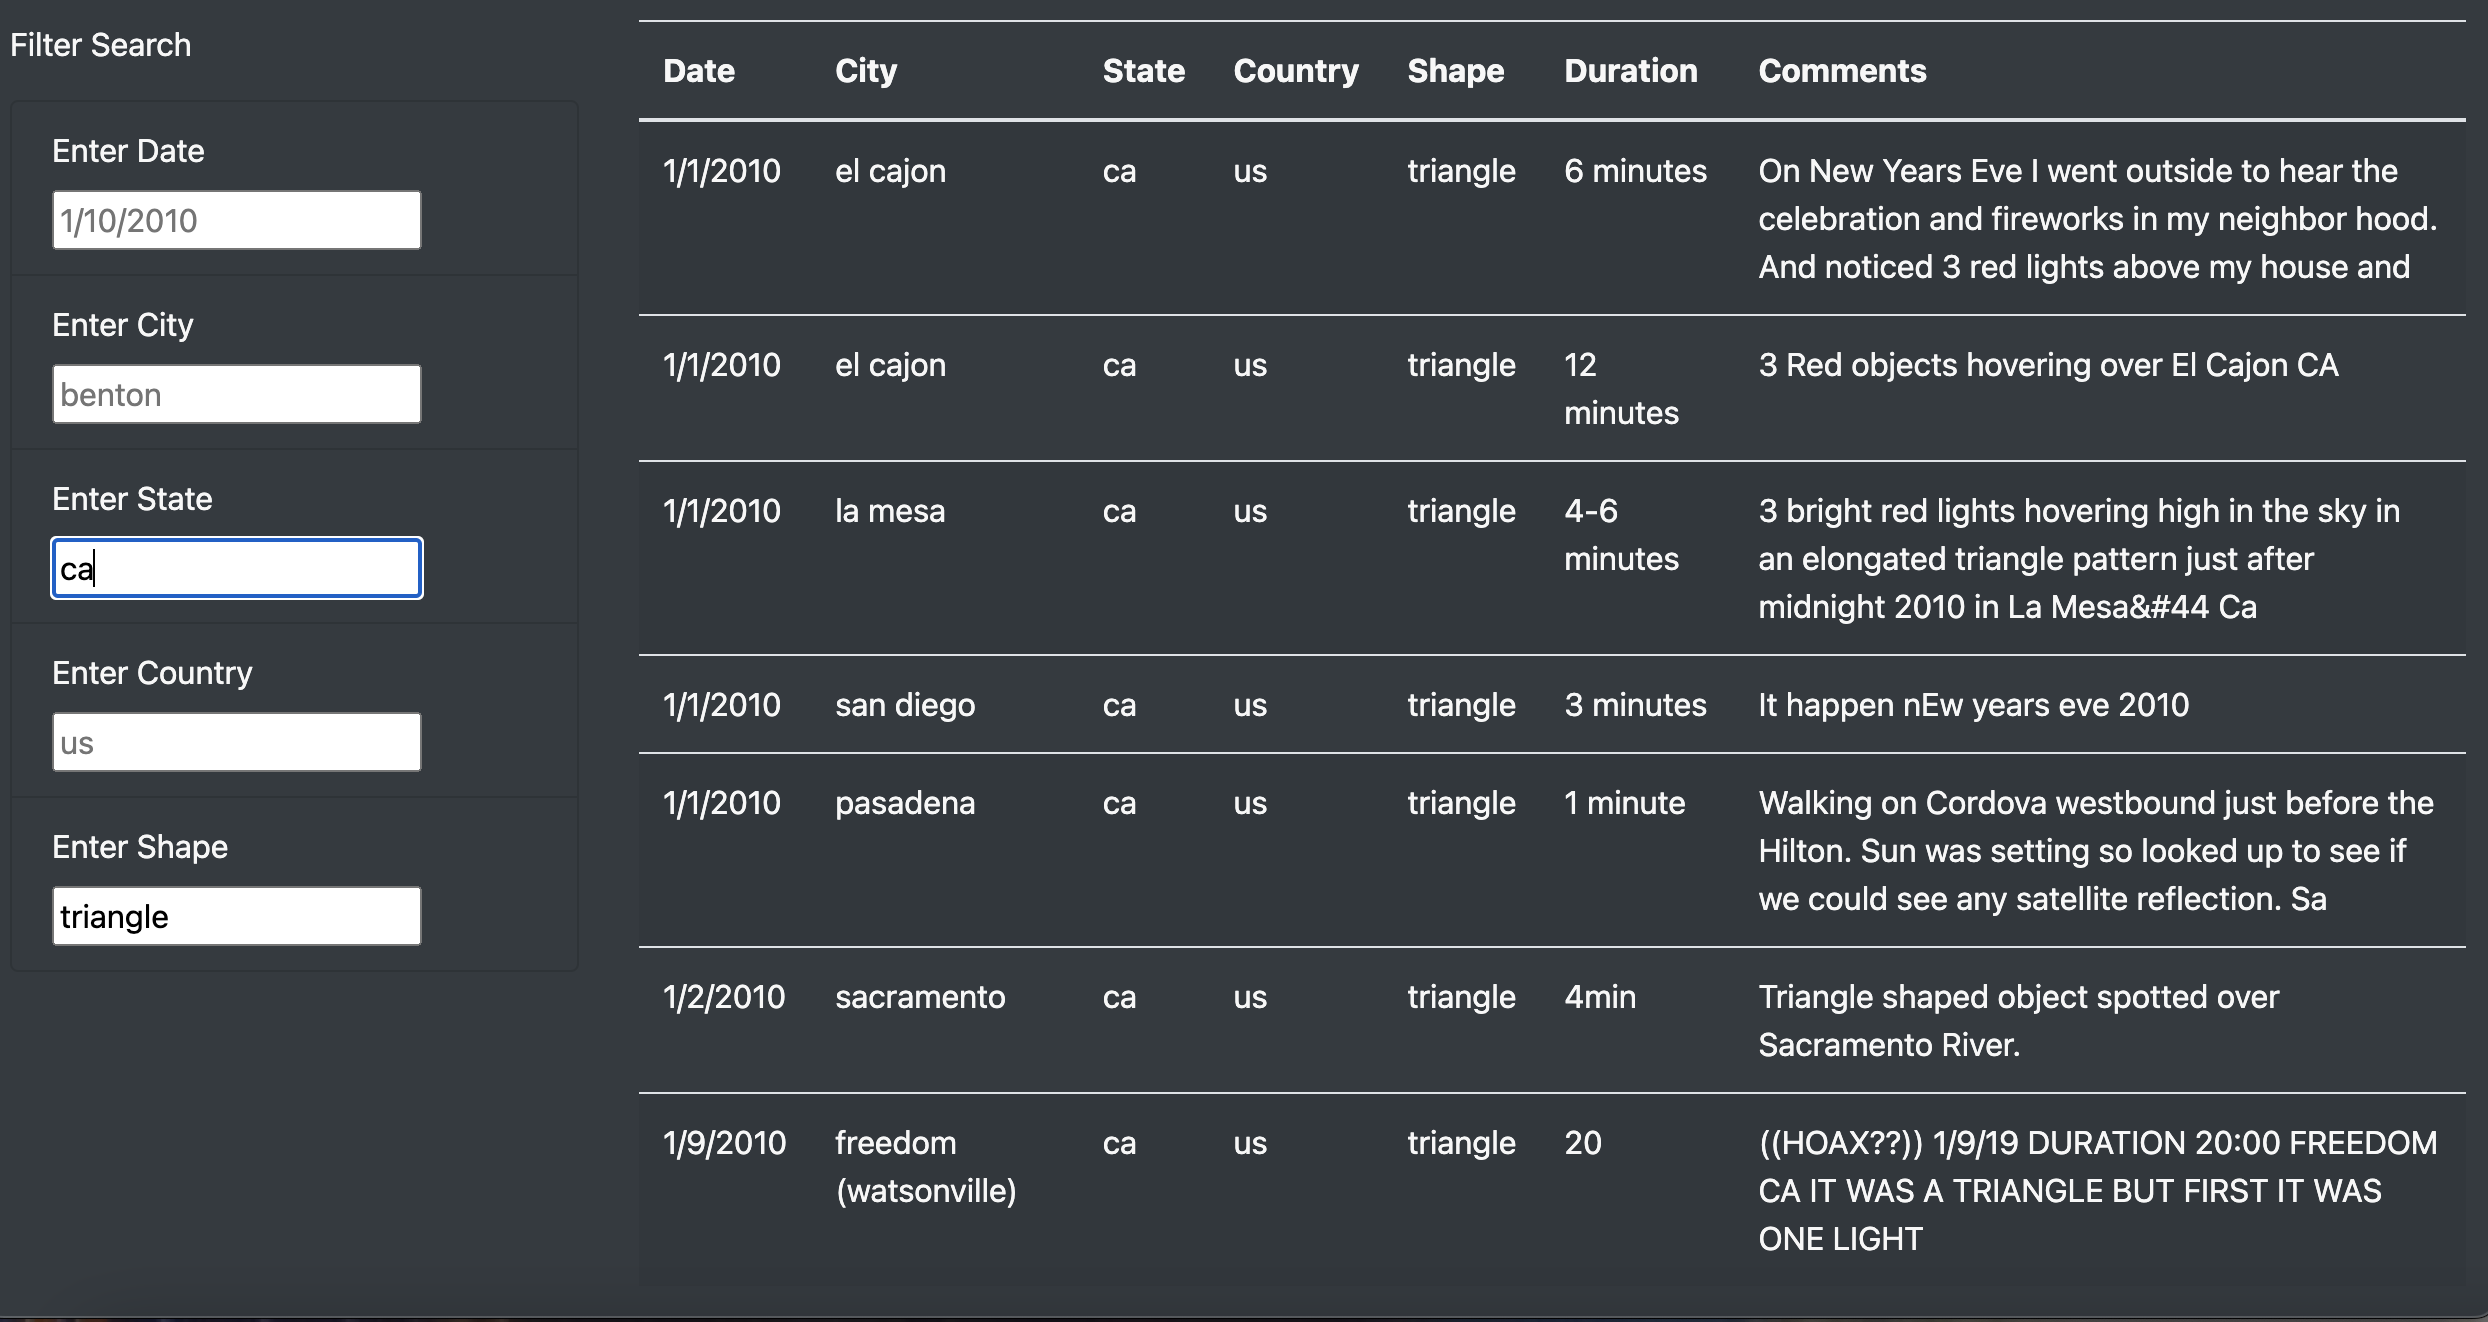 Filter Search
Enter Date
1/10/2010
Enter City
benton
Enter State
ca
Enter Country
us
Enter Shape
triangle
Date City State Country Shape Duration Comments
1/1/2010 el cajon ca us triangle 6 minutes On New Years Eve I went outside to hear the
celebration and fireworks in my neighbor hood.
And noticed 3 red lights above my house and
1/1/2010 el cajon ca us triangle 12 3 Red objects hovering over El Cajon CA
minutes
1/1/2010 la mesa ca us triangle 4-6 3 bright red lights hovering high in the sky in
minutes an elongated triangle pattern just after
midnight 2010 in La Mesa&#44 Ca
1/1/2010 san diego ca us triangle 3 minutes It happen nEw years eve 2010
1/1/2010 pasadena ca us triangle 1 minute Walking on Cordova westbound just before the
Hilton. Sun was setting so looked up to see if
we could see any satellite reflection. Sa
1/2/2010 sacramento ca us triangle 4min Triangle shaped object spotted over
Sacramento River.
1/9/2010 freedom ca us triangle 20 ((HOAX??)) 1/9/19 DURATION 20:00 FREEDOM
(watsonville) CA IT WAS A TRIANGLE BUT FIRST IT WAS
ONE LIGHT